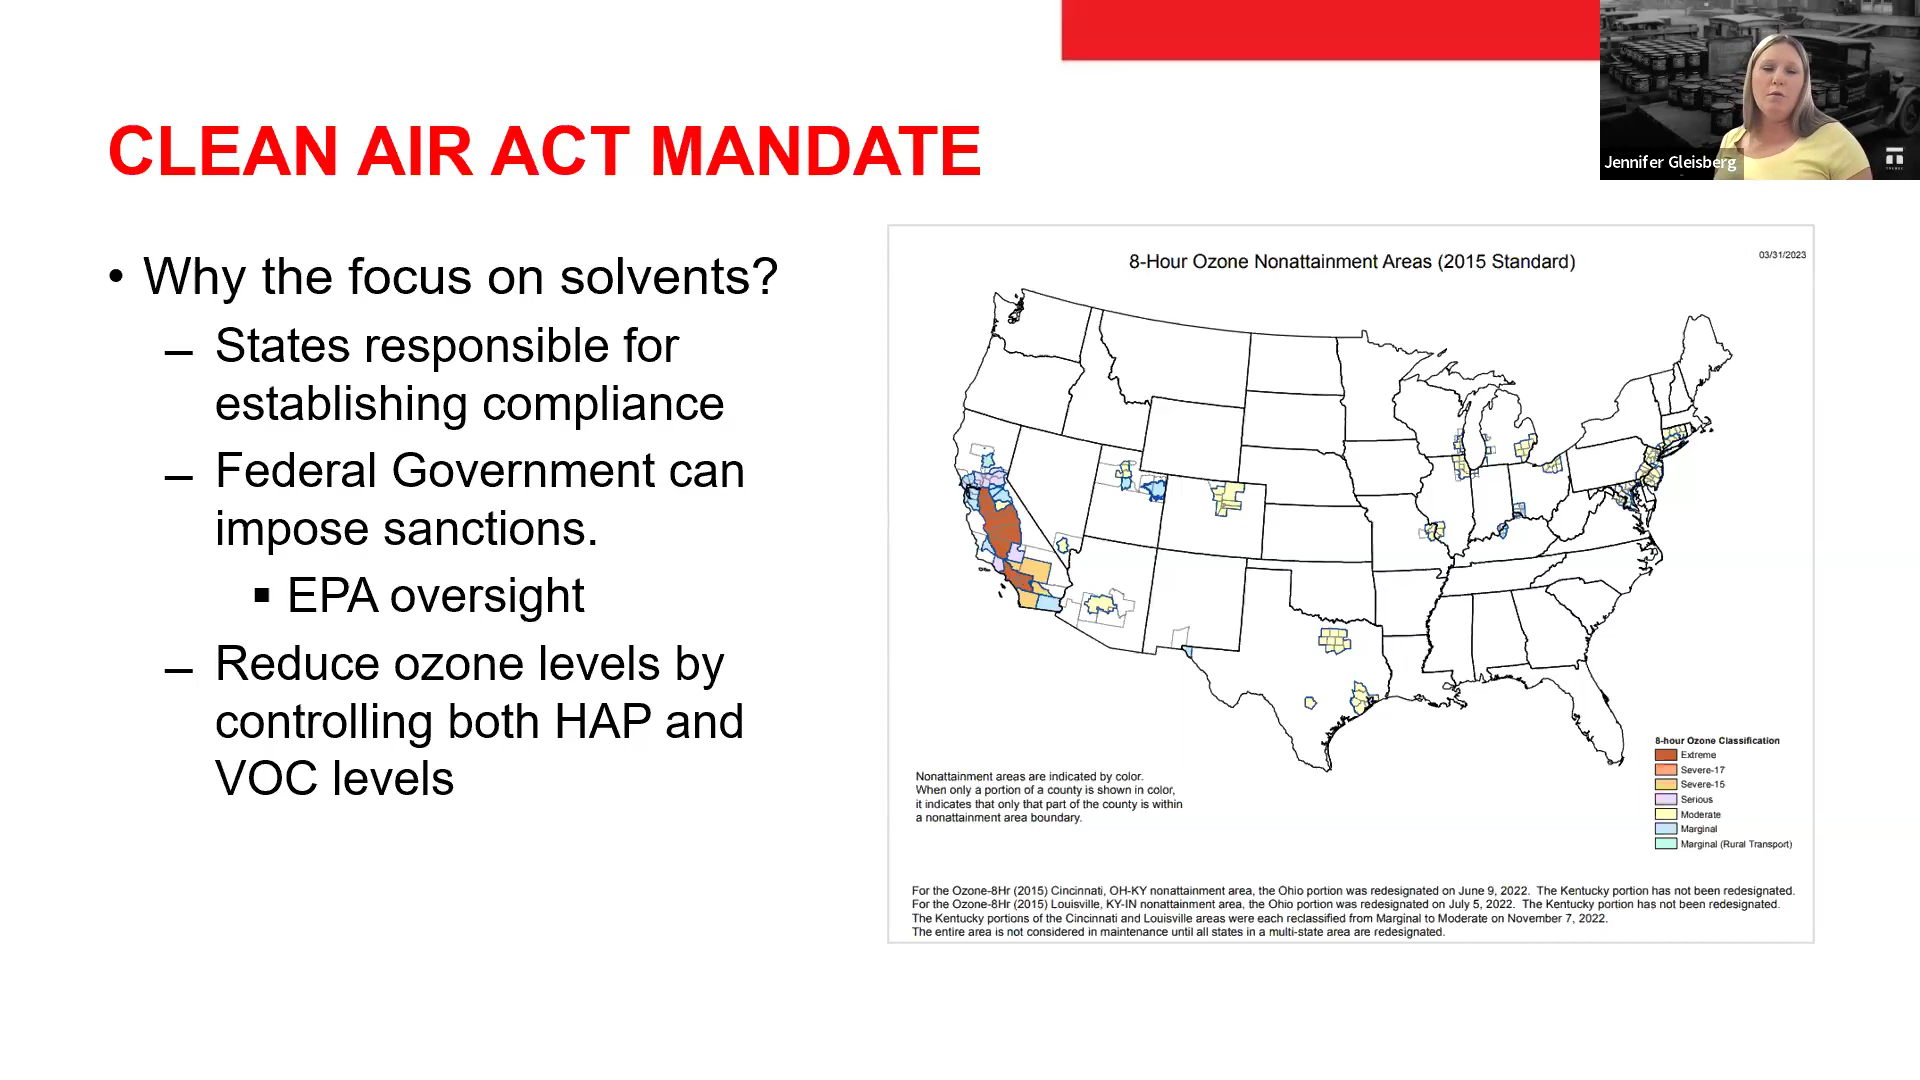 CLEAN AIR ACT MANDATE
Jennifer Gleisberg
• Why the focus on solvents?
– States responsible for
establishing compliance
– Federal Government can
impose sanctions.
▪ EPA oversight
– Reduce ozone levels by
controlling both HAP and
VOC levels
8-Hour Ozone Nonattainment Areas (2015 Standard)
03/31/2023
8-hour Ozone Classification
Extreme
Severe-17
Severe-15
Serious
Moderate
Marginal
Marginal (Rural Transport)
Nonattainment areas are indicated by color.
When only a portion of a county is shown in color,
it indicates that only that part of the county is within
a nonattainment area boundary.
For the Ozone-8Hr (2015) Cincinnati, OH-KY nonattainment area, the Ohio portion was redesignated on June 9, 2022. The Kentucky portion has not been redesignated.
For the Ozone-8Hr (2015) Louisville, KY-IN nonattainment area, the Ohio portion was redesignated on July 5, 2022. The Kentucky portion has not been redesignated.
The Kentucky portions of the Cincinnati and Louisville areas were each reclassified from Marginal to Moderate on November 7, 2022.
The entire area is not considered in maintenance until all states in a multi-state area are redesignated.